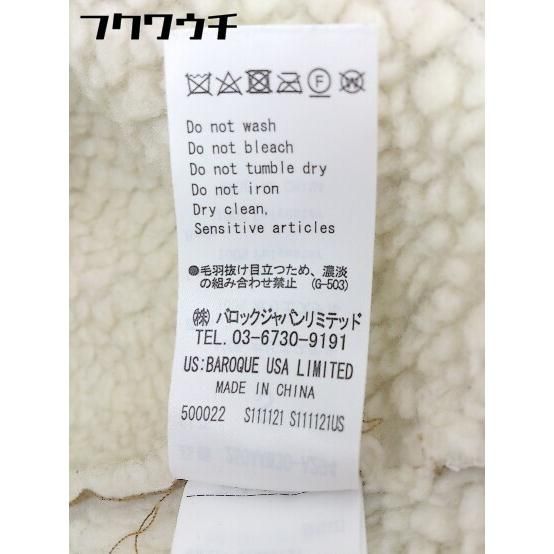 フクワウチ
F W
Do not wash
Do not bleach
Do not tumble dry
Do not iron
Dry clean,
Sensitive articles
●毛羽抜け目立つため、濃淡
の組み合わせ禁止 (G-503)
㈱バロックジャパンリミテッド
TEL. 03-6730-9191
US:BAROQUE USA LIMITED
MADE IN CHINA
500022 S111121 S111121US